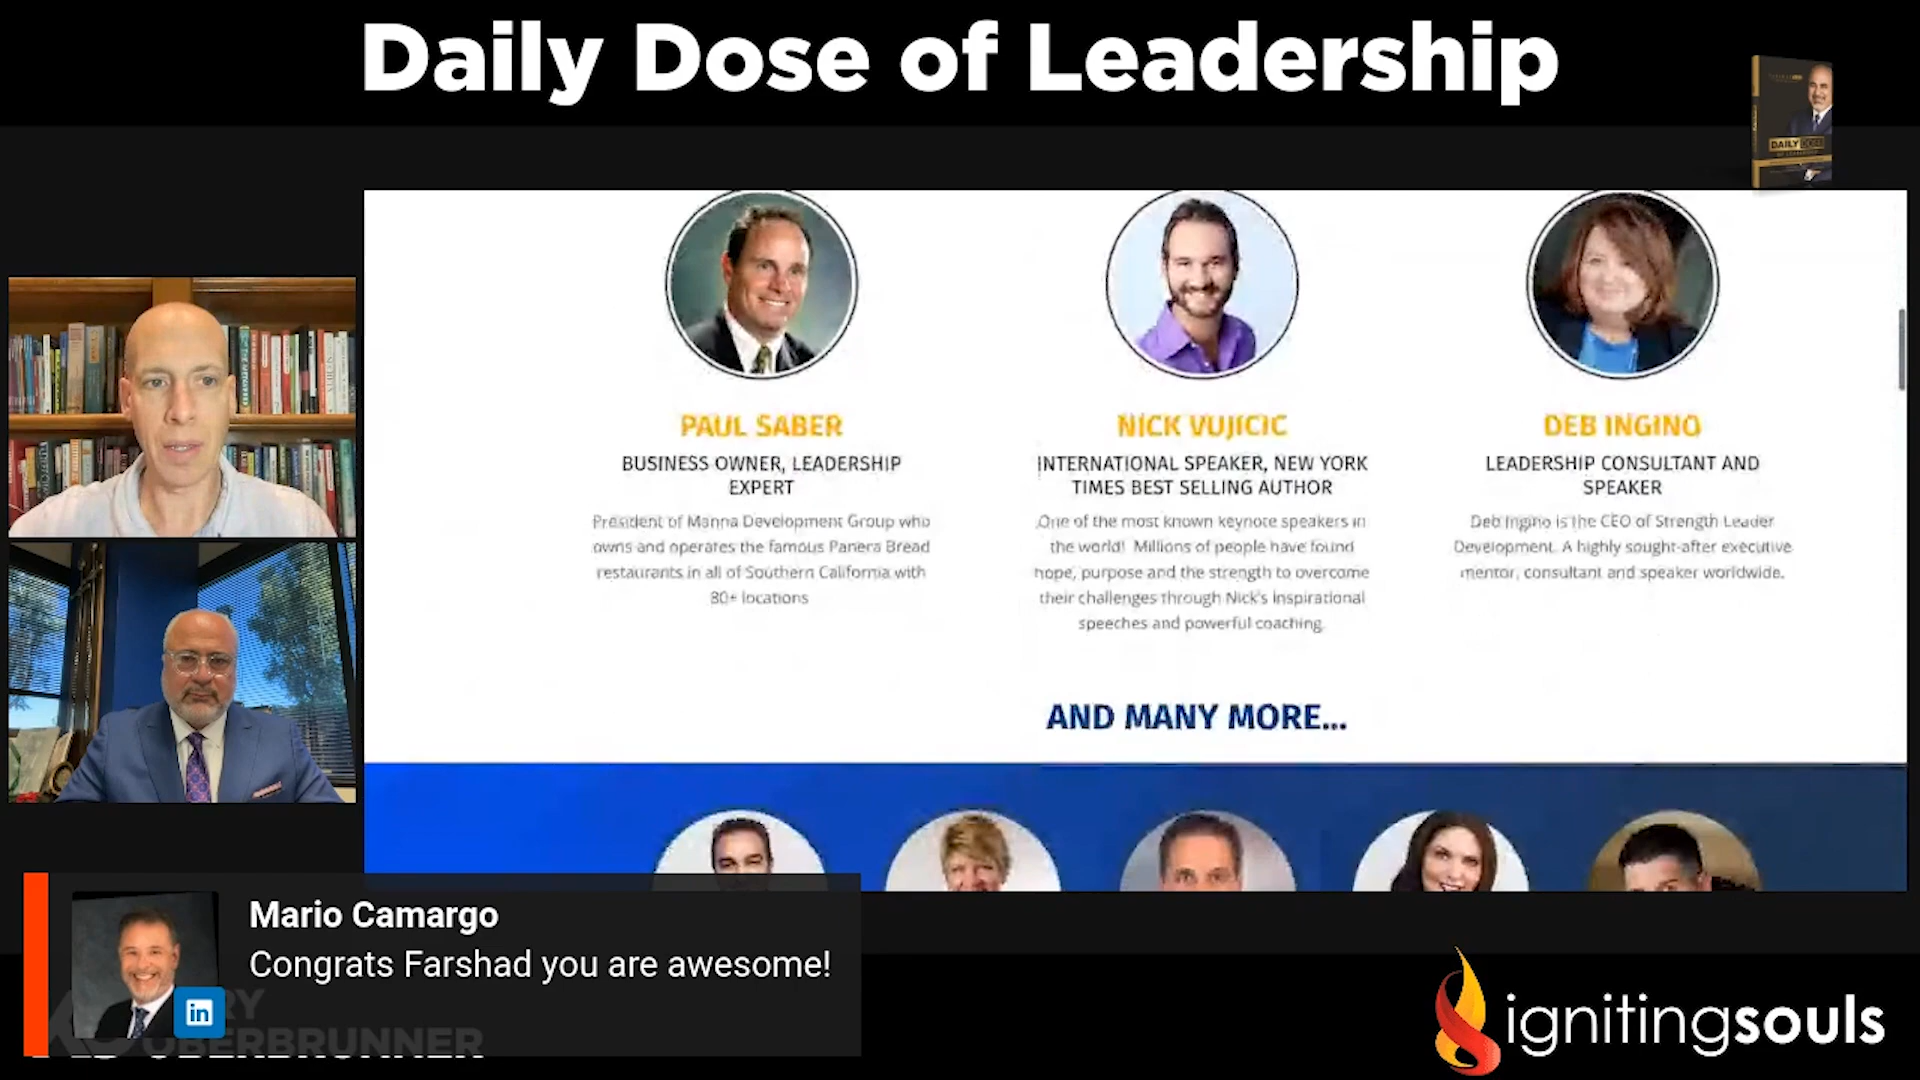 Daily Dose of Leadership
DAILY DOSE
PAUL SABER
BUSINESS OWNER, LEADERSHIP
EXPERT
President of Manna Development Group who
owns and operates the famous Panera Bread
restaurants in all of Southern California with
80+ locations
NICK VUJICIC
INTERNATIONAL SPEAKER, NEW YORK
TIMES BEST SELLING AUTHOR
One of the most known keynote speakers in
the world! Millions of people have found
hope, purpose and the strength to overcome
their challenges through Nick's inspirational
speeches and powerful coaching.
DEB INGINO
LEADERSHIP CONSULTANT AND
SPEAKER
Deb Ingino is the CEO of Strength Leader
Development. A highly sought-after executive
mentor, consultant and speaker worldwide.
AND MANY MORE...
Mario Camargo
Congrats Farshad you are awesome!
in
RY
OBERBRUNNER
ignitingsouls